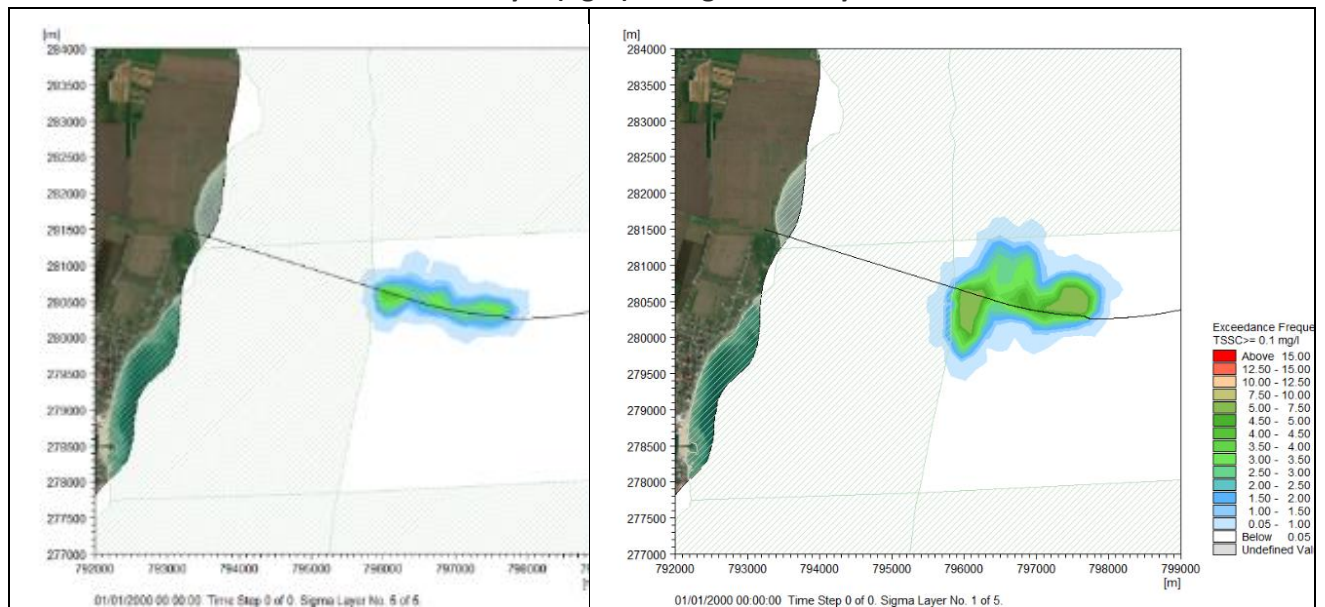 [m]
284000
283500
283000
282500
282000
281500
281000
280500
280000
279500
279000
278500
278000
277500
277000
792000 793000 794000 795000 796000 797000 798000
01/01/2000 00:00:00 Time Step 0 of 0. Sigma Layer No. 5 of 5.
[m]
284000
283500
283000
282500
282000
281500
281000
280500
280000
279500
279000
278500
278000
277500
277000
792000 793000 794000 795000 796000 797000 798000 799000
[m]
01/01/2000 00:00:00 Time Step 0 of 0. Sigma Layer No. 1 of 5.
Exceedance Freque
TSSC>= 0.1 mg/l
Above 15.00
12.50 - 15.00
10.00 - 12.50
7.50 - 10.00
5.00 - 7.50
4.50 - 5.00
4.00 - 4.50
3.50 - 4.00
3.00 - 3.50
2.50 - 3.00
2.00 - 2.50
1.50 - 2.00
1.00 - 1.50
0.05 - 1.00
Below 0.05
Undefined Val